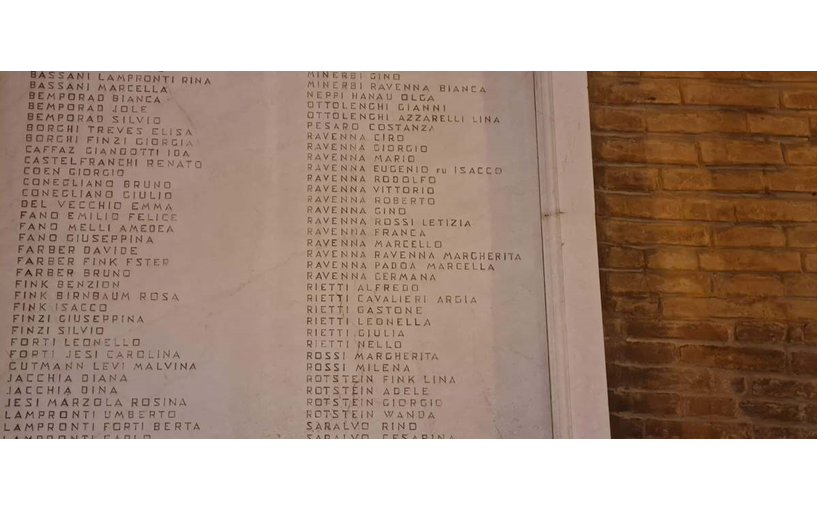 BASSANI LAMPRONTI RINA
BASSANI MARCELLA
BEMPORAD BIANCA
BEMPORAD JOLE
BEMPORAD SILVIO
BORGHI TREVES ELISA
BORGHI FINZI GIORGIA
CAFFAZ GIANGOTTI IDA
CASTELFRANCHI RENATO
COEN GIORGIO
CONEGLIANO BRUNO
CONEGLIANO GIULIO
DEL VECCHIO EMMA
FANO EMILIO FELICE
FANO MELLI AMEDEA
FANO GIUSEPPINA
FARBER DAVIDE
FARBER FINK ESTER
FARBER BRUNO
FINK BENZION
FINK BIRNBAUM ROSA
FINK ISACCO
FINZI GIUSEPPINA
FINZI SILVIO
FORTI LEONELLO
FORTI JESI CAROLINA
GUTMANN LEVI MALVINA
JACCHIA DIANA
JACCHIA DINA
JESI MARZOLA ROSINA
LAMPRONTI UMBERTO
LAMPRONTI FORTI BERTA
LAMPRONTI CARLO
MINERBI GINO
MINERBI RAVENNA BIANCA
NEPPI HANAU OLGA
OTTOLENGHI GIANNI
OTTOLENGHI AZZARELLI LINA
PESARO COSTANZA
RAVENNA CIRO
RAVENNA GIORGIO
RAVENNA MARIO
RAVENNA EUGENIO FU ISACCO
RAVENNA RODOLFO
RAVENNA VITTORIO
RAVENNA ROBERTO
RAVENNA GINO
RAVENNA ROSSI LETIZIA
RAVENNA FRANCA
RAVENNA MARCELLO
RAVENNA RAVENNA MARGHERITA
RAVENNA PADOA MARCELLA
RAVENNA GERMANA
RIETTI ALFREDO
RIETTI CAVALIERI ARGIA
RIETTI GASTONE
RIETTI LEONELLA
RIETTI GIULIA
RIETTI NELLO
ROSSI MARGHERITA
ROSSI MILENA
ROTSTEIN FINK LINA
ROTSTEIN ADELE
ROTSTEIN GIORGIO
ROTSTEIN WANDA
SARALVO RINO
SARALVO CESARINA